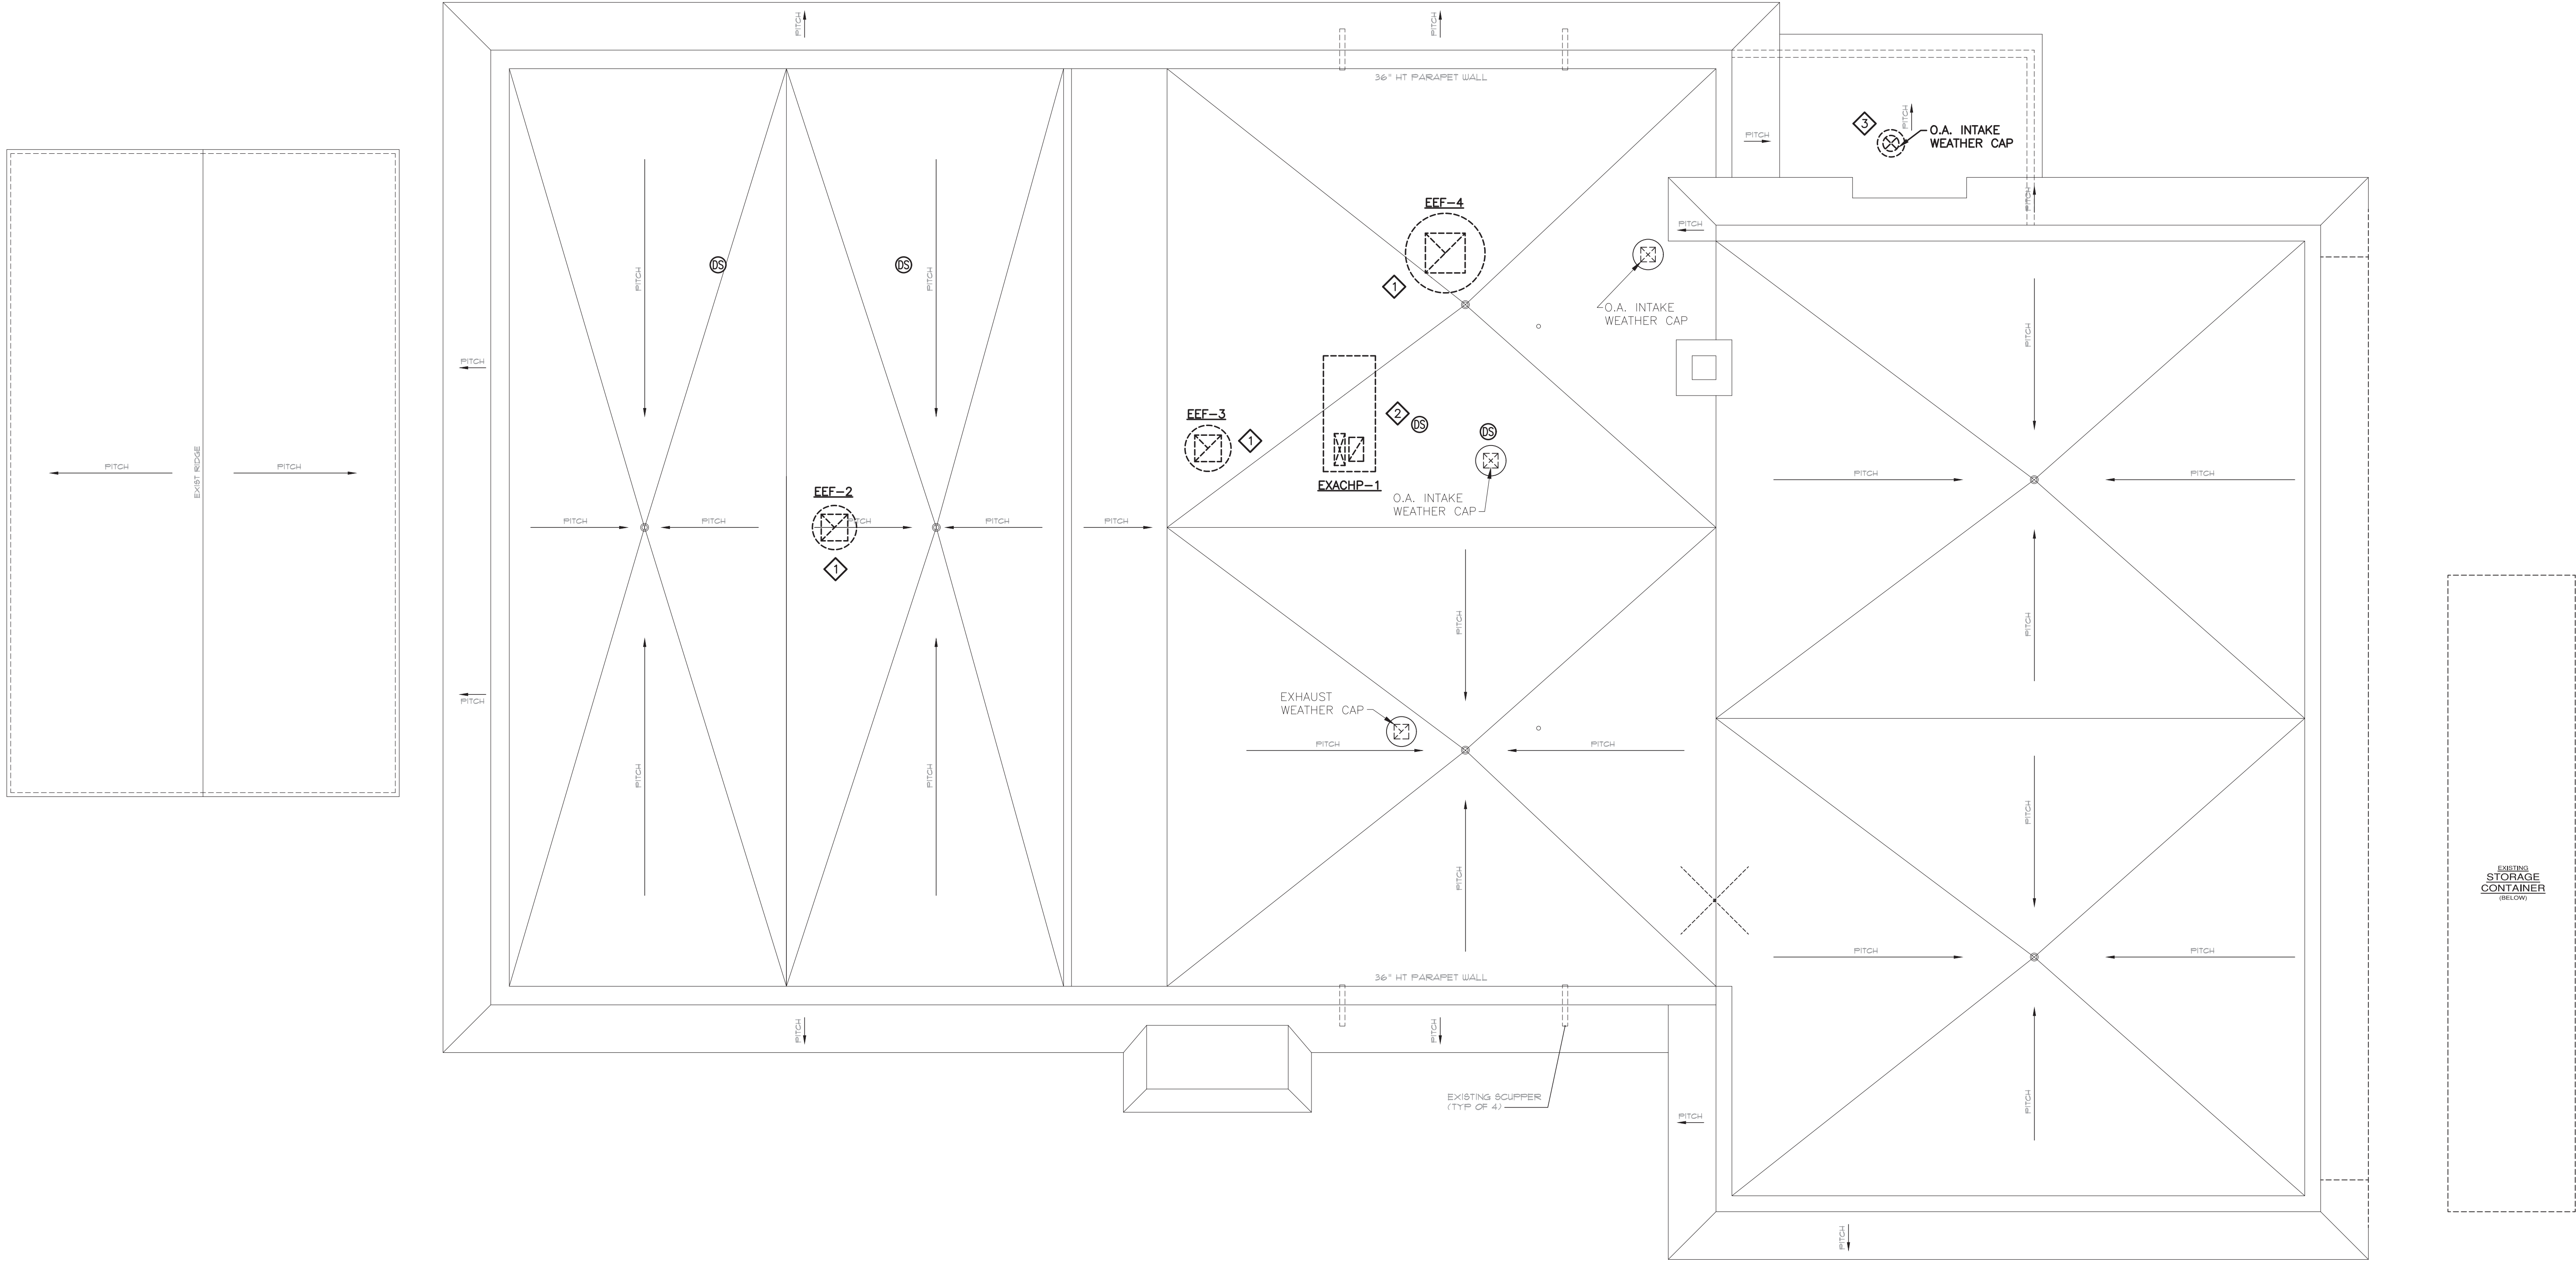 PITCH
PITCH
36" HT PARAPET WALL
PITCH
PITCH
3
O.A. INTAKE
WEATHER CAP
PITCH
EEF-4
PITCH
DS
DS
PITCH
PITCH
1
O.A. INTAKE
WEATHER CAP
PITCH
PITCH
EEF-3
1
2
DS
DS
EXACHP-1
O.A. INTAKE
WEATHER CAP
PITCH
EXIST RIDGE
PITCH
EEF-2
1
PITCH
PITCH
PITCH
PITCH
PITCH
PITCH
PITCH
PITCH
PITCH
PITCH
EXHAUST
WEATHER CAP
PITCH
PITCH
PITCH
PITCH
PITCH
PITCH
PITCH
EXISTING
STORAGE
CONTAINER
(BELOW)
PITCH
PITCH
36" HT PARAPET WALL
PITCH
PITCH
EXISTING SCUPPER
(TYP OF 4)
PITCH
PITCH
PITCH